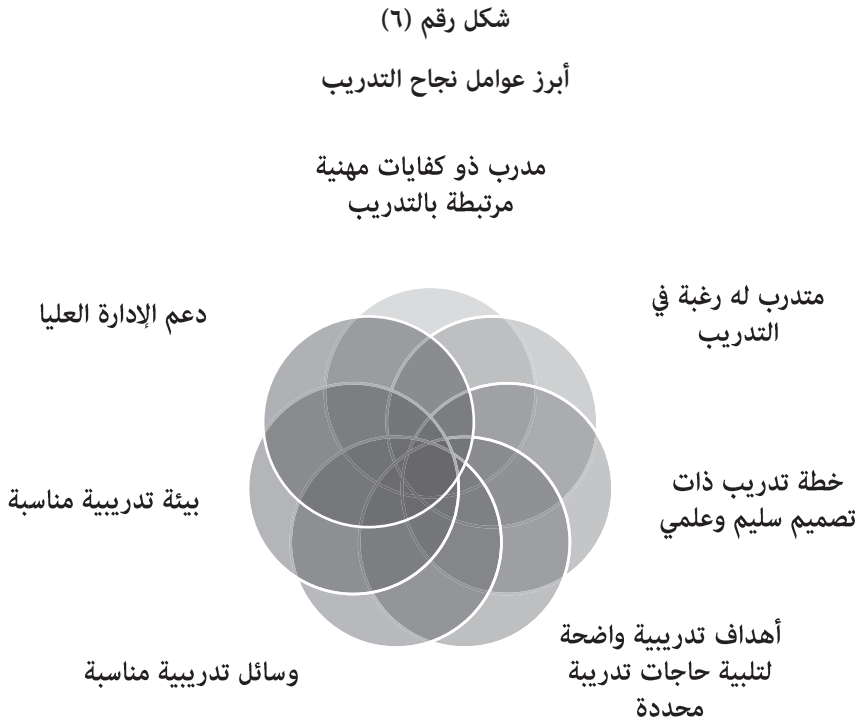 شكل رقم (٦)
أبرز عوامل نجاح التدريب
مدرب ذو كفايات مهنية
مرتبطة بالتدريب
متدرب له رغبة في
التدريب
دعم الإدارة العليا
خطة تدريب ذات
تصميم سليم وعلمي
بيئة تدريبية مناسبة
أهداف تدريبية واضحة
لتلبية حاجات تدريبة
محددة
وسائل تدريبية مناسبة